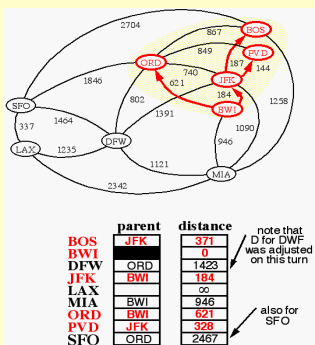 2704
BOS
867
849
PVD
ORD
187
144
1846
740
JFK
621
184
SFO
802
BWI
1258
337
1464
1391
1090
DFW
946
LAX
1235
1121
MIA
2342
parent distance
note that
D for DWF
was adjusted
on this turn
BOS JFK 371
BWI 0
DFW ORD 1423
JFK BWI 184
LAX ∞
MIA BWI 946
ORD BWI 621
PVD JFK 328
SFO ORD 2467
also for
SFO